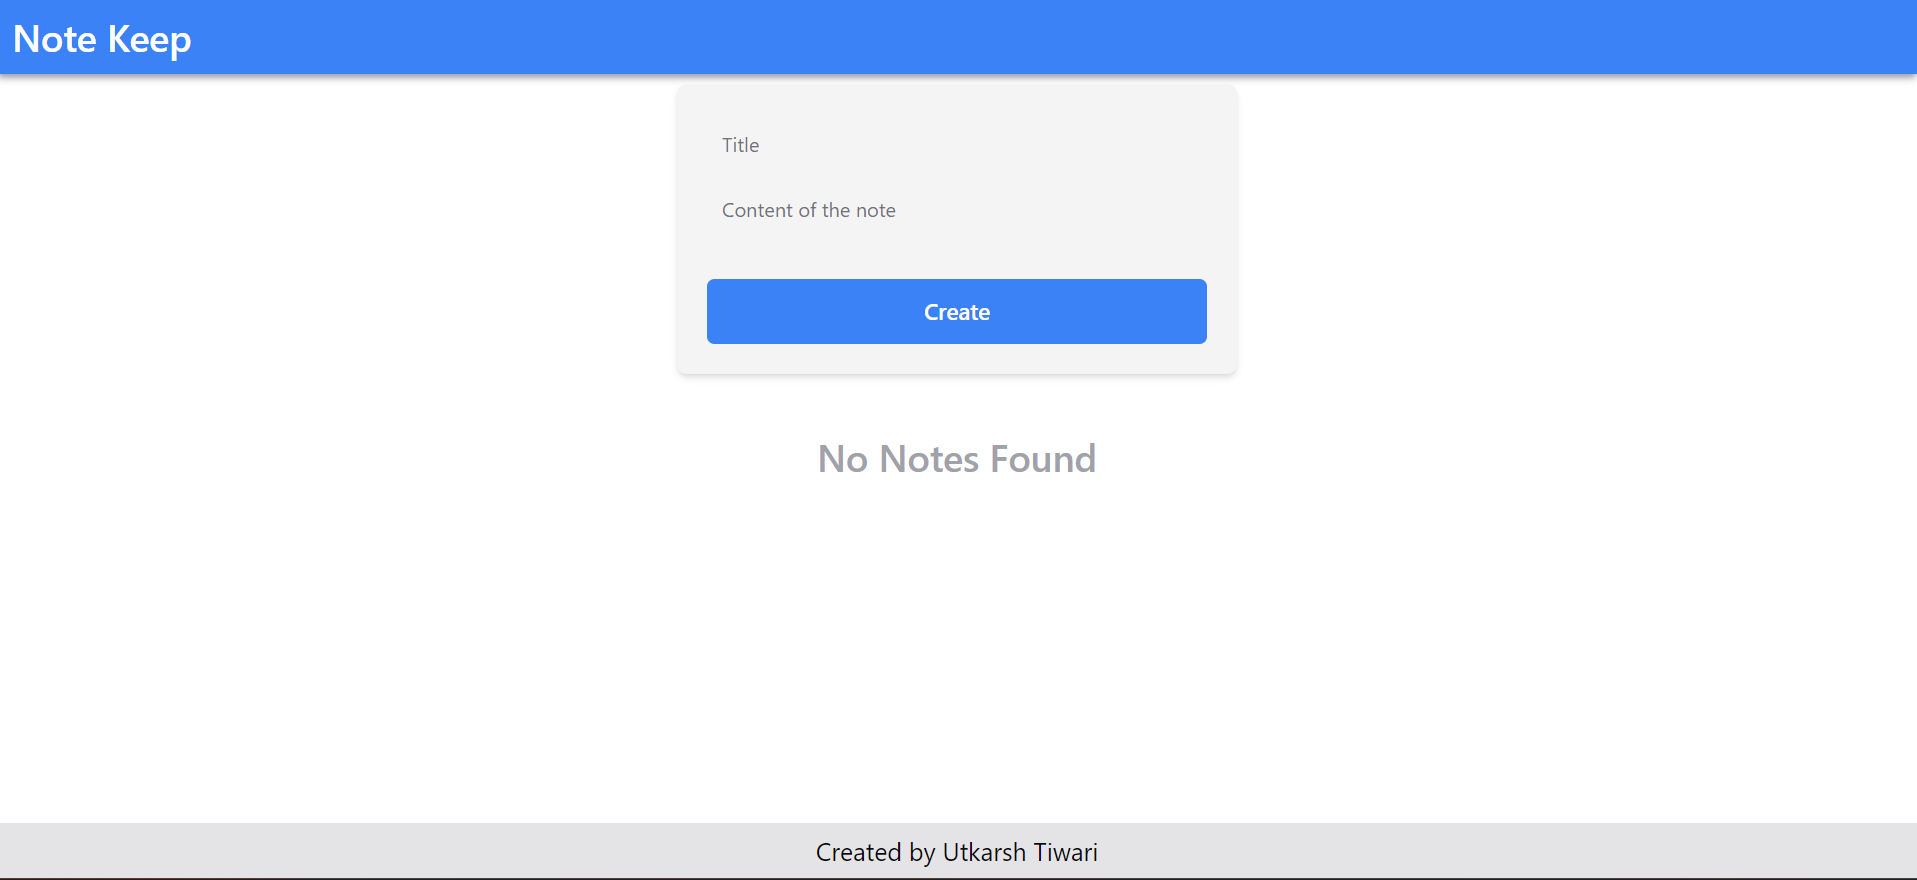 Note Keep
Title
Content of the note
Create
No Notes Found
Created by Utkarsh Tiwari